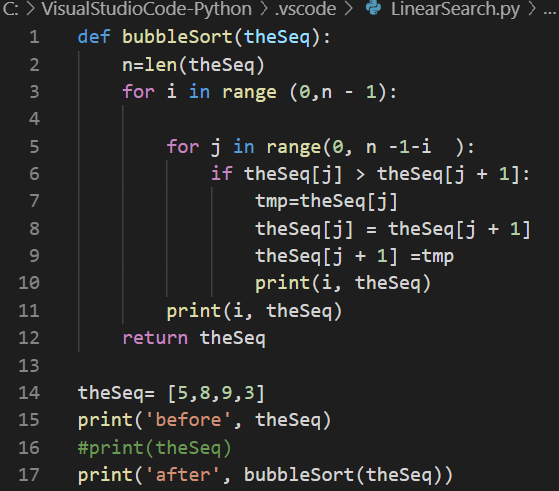 C: > VisualStudioCode-Python > .vscode > LinearSearch.py > ...
1 def bubbleSort(theSeq):
2 n=len(theSeq)
3 for i in range (0,n - 1):
4
5 for j in range(0, n -1-i  ):
6 if theSeq[j] > theSeq[j + 1]:
7 tmp=theSeq[j]
8 theSeq[j] = theSeq[j + 1]
9 theSeq[j + 1] =tmp
10 print(i, theSeq)
11 print(i, theSeq)
12 return theSeq
13
14 theSeq= [5,8,9,3]
15 print('before', theSeq)
16 #print(theSeq)
17 print('after', bubbleSort(theSeq))